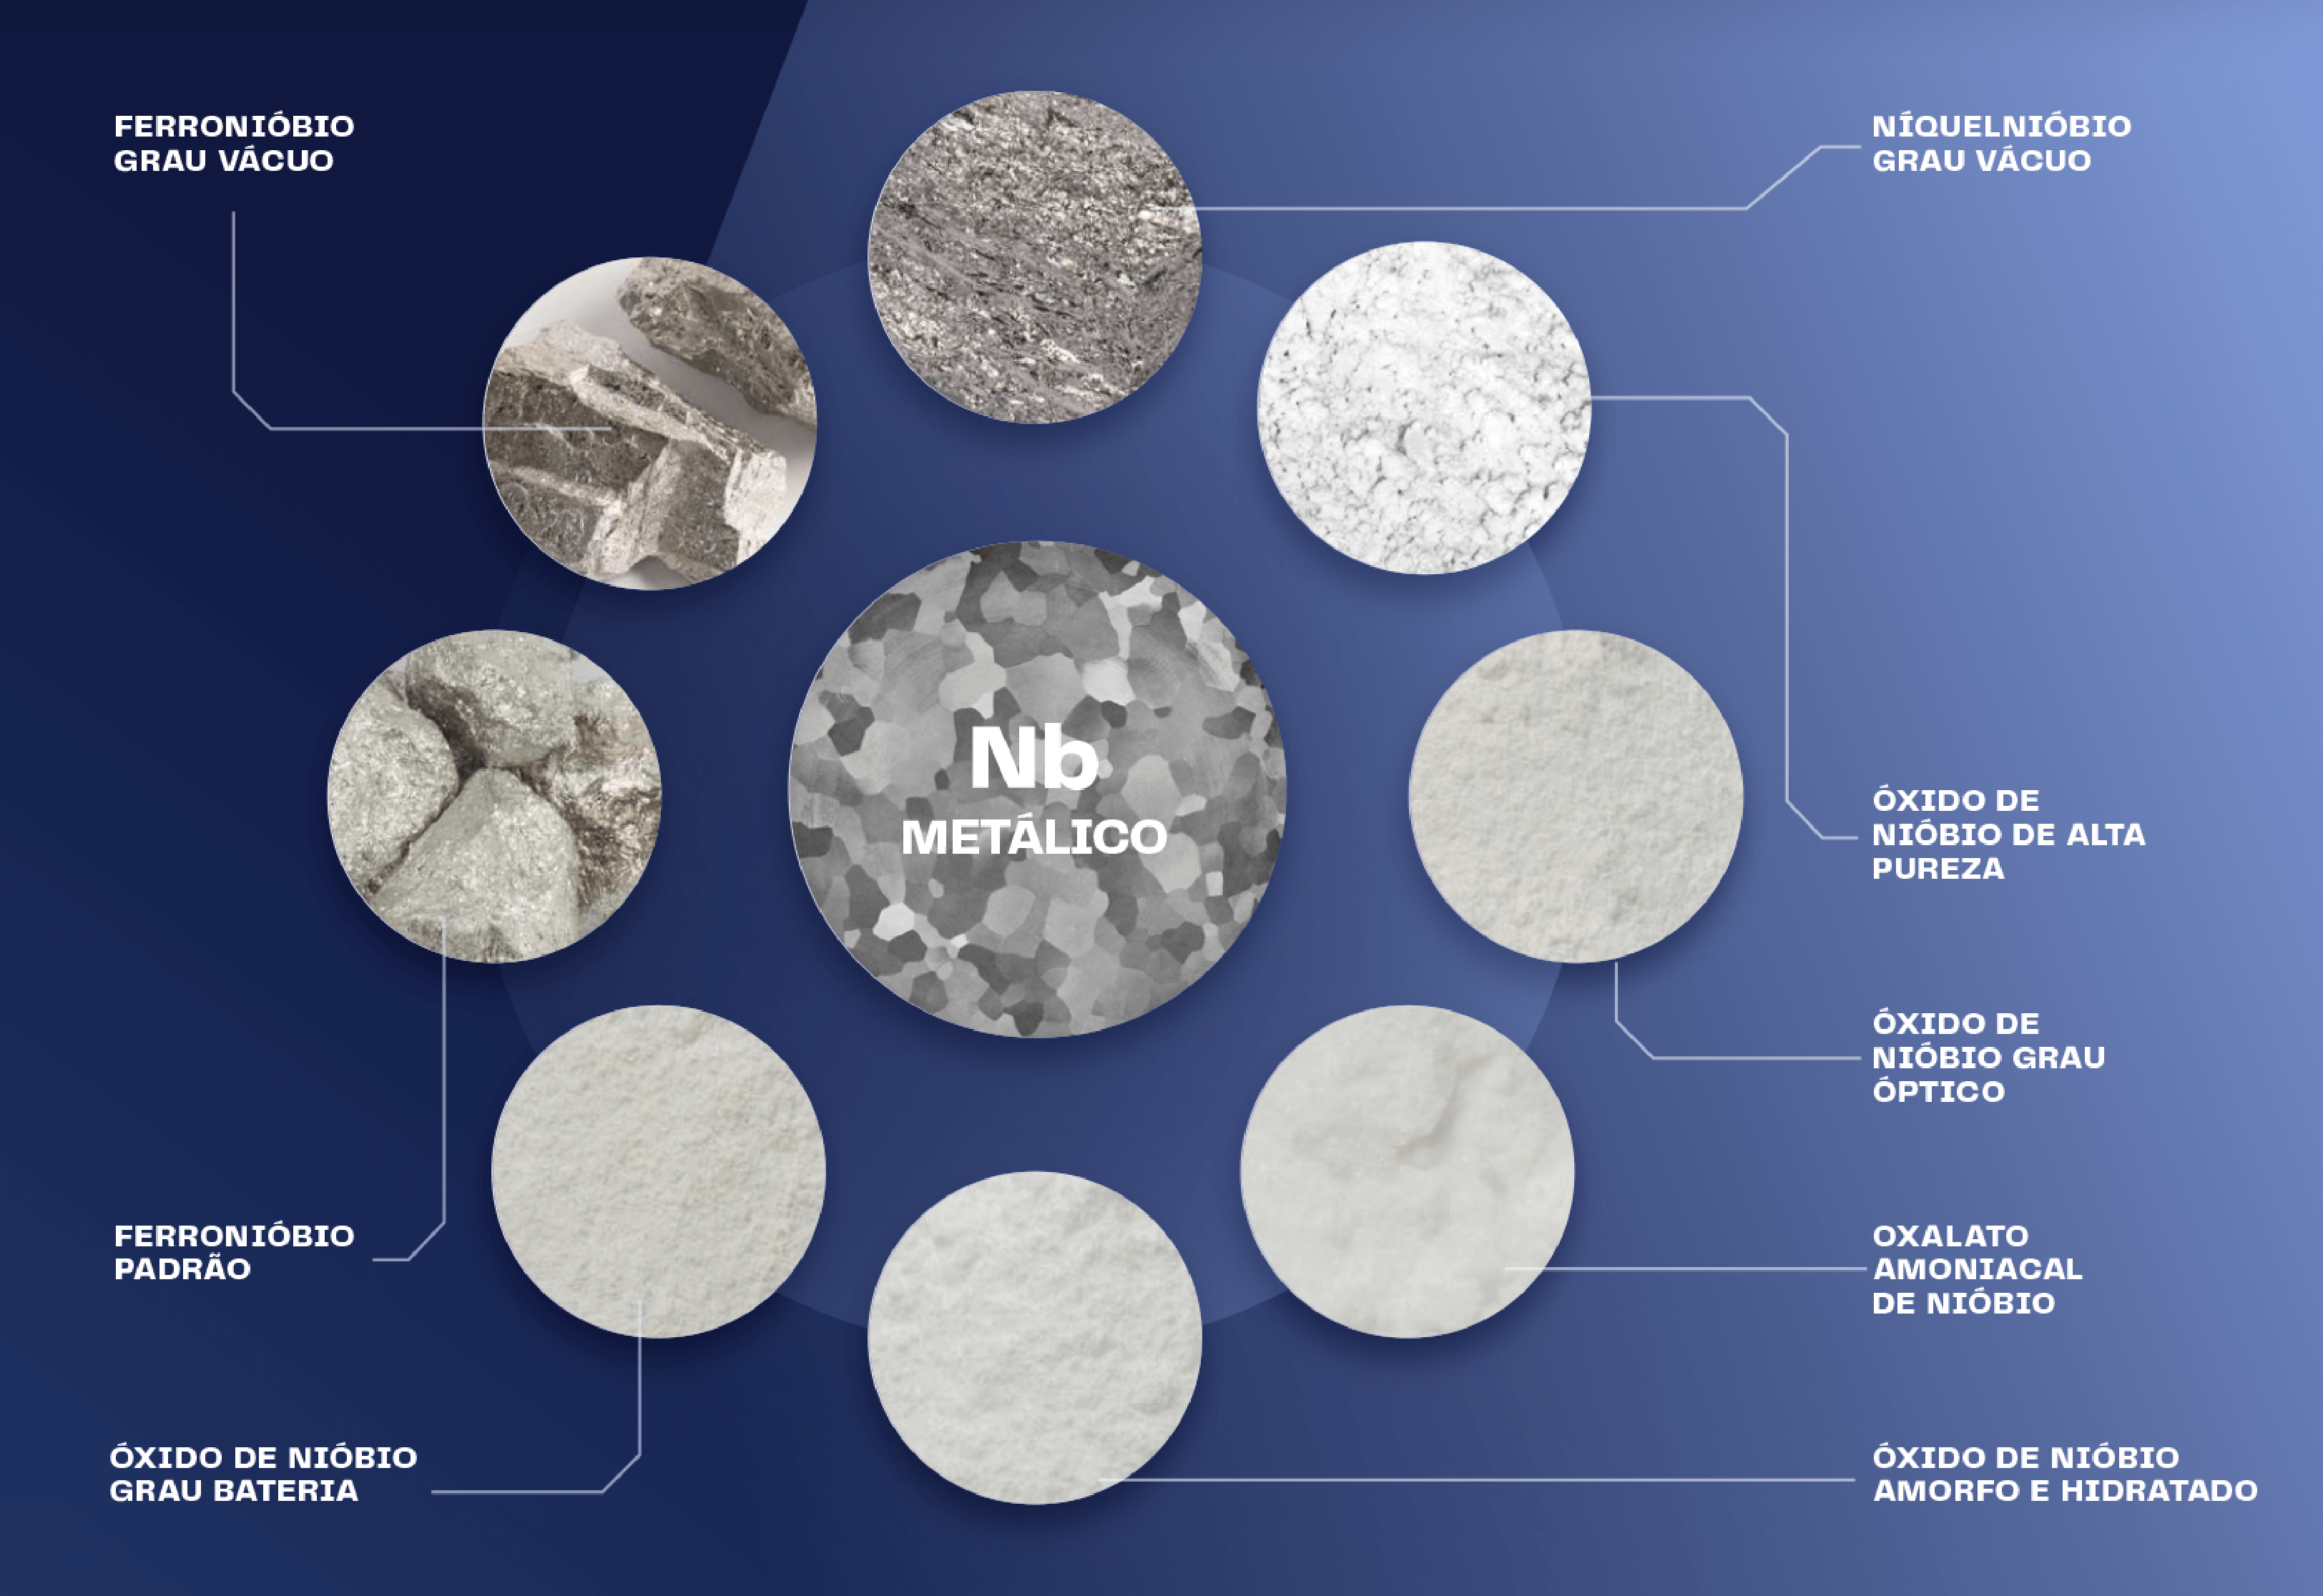 FERRONIÓBIO
GRAU VÁCUO
NÍQUELNIÓBIO
GRAU VÁCUO
Nb
METÁLICO
ÓXIDO DE
NIÓBIO DE ALTA
PUREZA
ÓXIDO DE
NIÓBIO GRAU
ÓPTICO
FERRONIÓBIO
PADRÃO
OXALATO
AMONIACAL
DE NIÓBIO
ÓXIDO DE NIÓBIO
GRAU BATERIA
ÓXIDO DE NIÓBIO
AMORFO E HIDRATADO